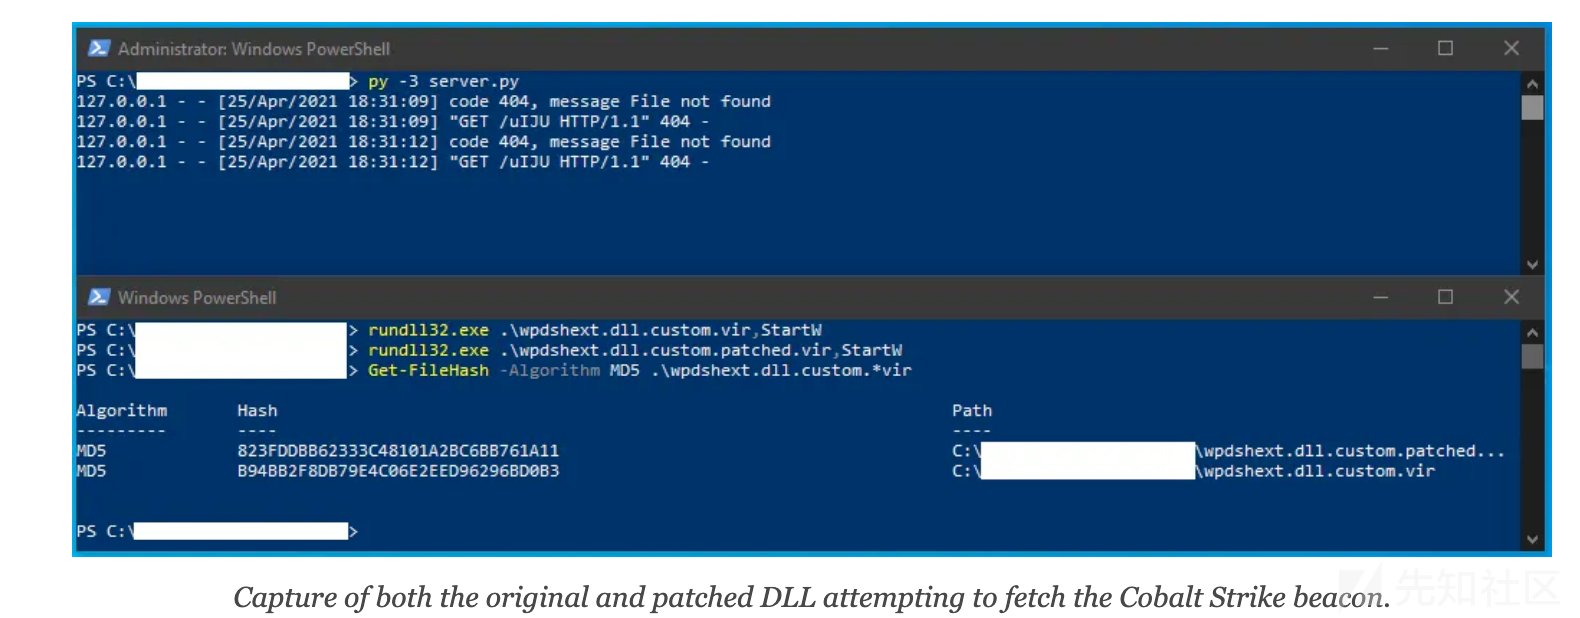 Administrator: Windows PowerShell
PS C:\ > py -3 server.py
127.0.0.1 - - [25/Apr/2021 18:31:09] code 404, message File not found
127.0.0.1 - - [25/Apr/2021 18:31:09] "GET /uIJU HTTP/1.1" 404 -
127.0.0.1 - - [25/Apr/2021 18:31:12] code 404, message File not found
127.0.0.1 - - [25/Apr/2021 18:31:12] "GET /uIJU HTTP/1.1" 404 -
Windows PowerShell
PS C:\ > rundll32.exe .\wpdshext.dll.custom.vir,StartW
PS C:\ > rundll32.exe .\wpdshext.dll.custom.patched.vir,StartW
PS C:\ > Get-FileHash -Algorithm MD5 .\wpdshext.dll.custom.*vir
Algorithm Hash Path
--------- ---- ----
MD5 823FDDBB62333C48101A2BC6BB761A11 C:\ \wpdshext.dll.custom.patched...
MD5 B94BB2F8DB79E4C06E2EED96296BD0B3 C:\ \wpdshext.dll.custom.vir
PS C:\ >
Capture of both the original and patched DLL attempting to fetch the Cobalt Strike beacon.
先知社区